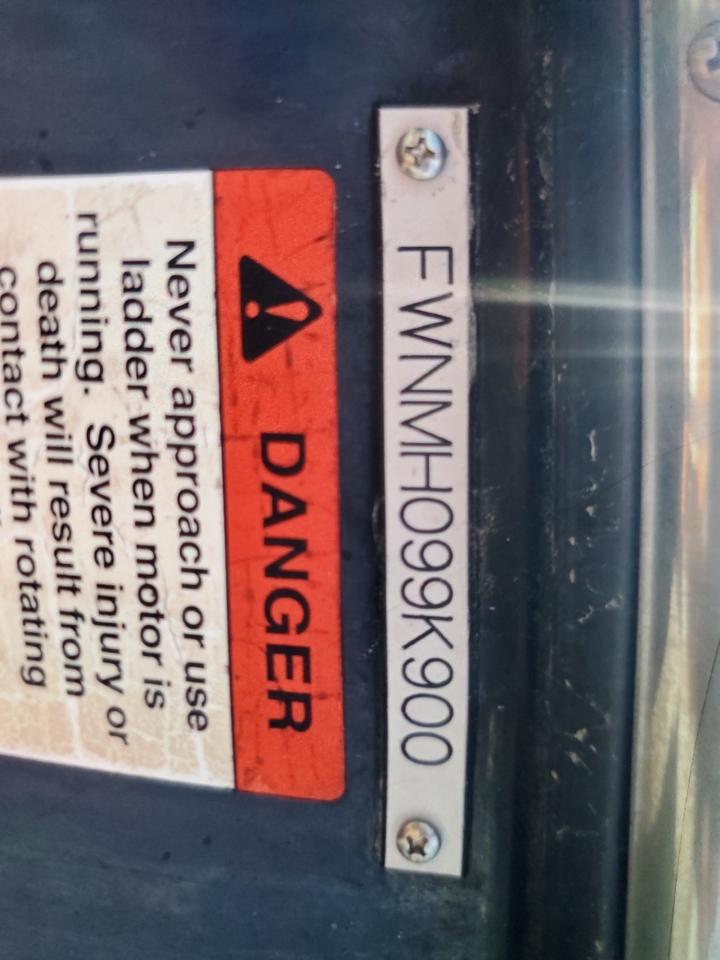 FWNMH099K900
DANGER
Never approach or use
ladder when motor is
running. Severe injury or
death will result from
contact with rotating